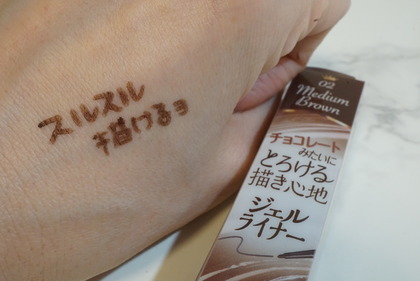 スルスル
描けるヨ
02
Medium
Brown
チョコレート
みたいに
とろける
描き心地
ジェル
ライナー